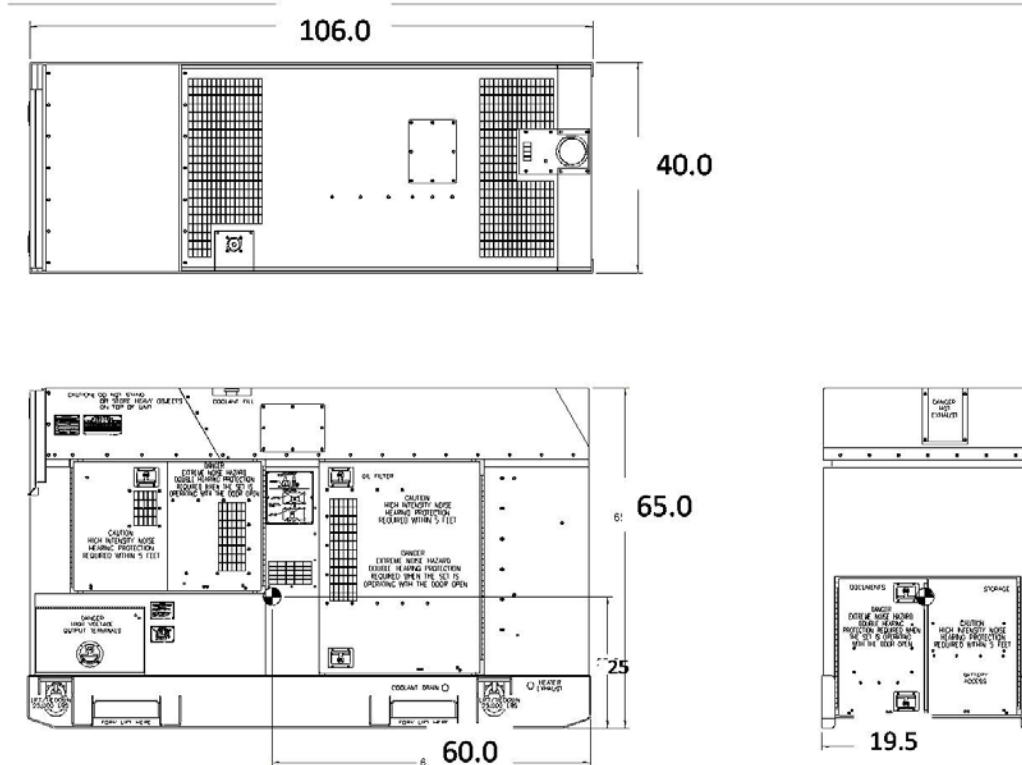 106.0
40.0
CAUTION: DO NOT STAND
OR STORE HEAVY OBJECTS
ON TOP OF UNIT
COOLANT FILL
DANGER
HOT
EXHAUST
DANGER
EXTREME NOISE HAZARD
DOUBLE HEARING PROTECTION
REQUIRED WHEN THE SET IS
OPERATING WITH THE DOOR OPEN
OIL FILTER
CAUTION
HIGH INTENSITY NOISE
HEARING PROTECTION
REQUIRED WITHIN 5 FEET
65.0
CAUTION
HIGH INTENSITY NOISE
HEARING PROTECTION
REQUIRED WITHIN 5 FEET
DANGER
EXTREME NOISE HAZARD
DOUBLE HEARING PROTECTION
REQUIRED WHEN THE SET IS
OPERATING WITH THE DOOR OPEN
DOCUMENTS
STORAGE
DANGER
EXTREME NOISE HAZARD
DOUBLE HEARING
PROTECTION REQUIRED WHEN
THE SET IS OPERATING
WITH THE DOOR OPEN
CAUTION
HIGH INTENSITY NOISE
HEARING PROTECTION
REQUIRED WITHIN 5 FEET
DANGER
HIGH VOLTAGE
OUTPUT TERMINALS
25
BATTERY
ACCESS
COOLANT DRAIN
HEATER
EXHAUST
FORK LIFT HERE
FORK LIFT HERE
60.0
19.5